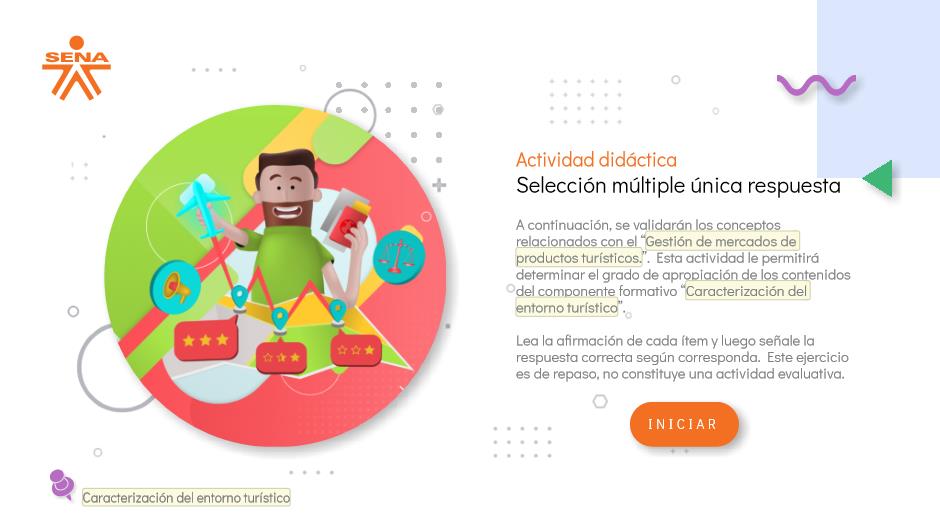 SENA
Actividad didáctica
Selección múltiple única respuesta
A continuación, se validarán los conceptos
relacionados con el “Gestión de mercados de
productos turísticos.”. Esta actividad le permitirá
determinar el grado de apropiación de los contenidos
del componente formativo “Caracterización del
entorno turístico”.
Lea la afirmación de cada ítem y luego señale la
respuesta correcta según corresponda. Este ejercicio
es de repaso, no constituye una actividad evaluativa.
INICIAR
Caracterización del entorno turístico